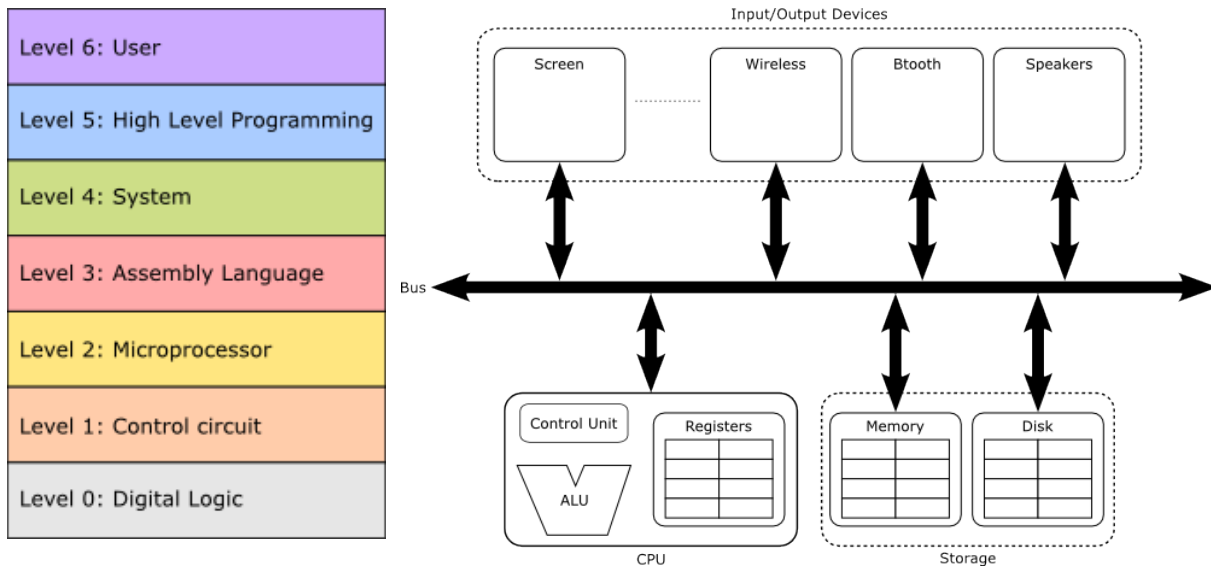 Level 6: User
Level 5: High Level Programming
Level 4: System
Level 3: Assembly Language
Level 2: Microprocessor
Level 1: Control circuit
Level 0: Digital Logic
Input/Output Devices
Screen
Wireless
Btooth
Speakers
Bus
Control Unit
ALU
Registers
CPU
Memory
Disk
Storage